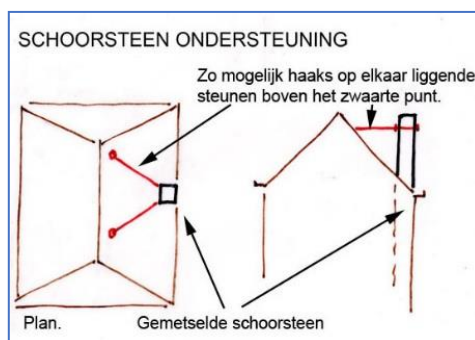 SCHOORSTEEN ONDERSTEUNING
Zo mogelijk haaks op elkaar liggende
steunen boven het zwaarte punt.
Plan.
Gemetselde schoorsteen